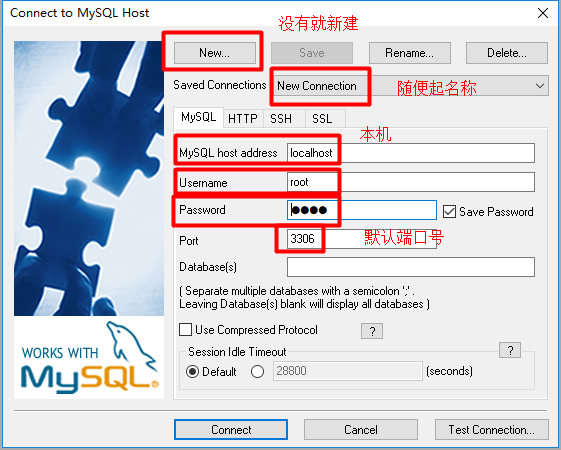 Connect to MySQL Host
没有就新建
New...
Save
Rename...
Delete...
Saved Connections
New Connection
随便起名称
MySQL
HTTP
SSH
SSL
本机
MySQL host address
localhost
Username
root
Password
●●●●
Save Password
Port
3306
默认端口号
Database(s)
( Separate multiple databases with a semicolon ';' .
Leaving Database(s) blank will display all databases )
Use Compressed Protocol
?
Session Idle Timeout
?
Default
28800
(seconds)
WORKS WITH
MySQL®
Connect
Cancel
Test Connection...